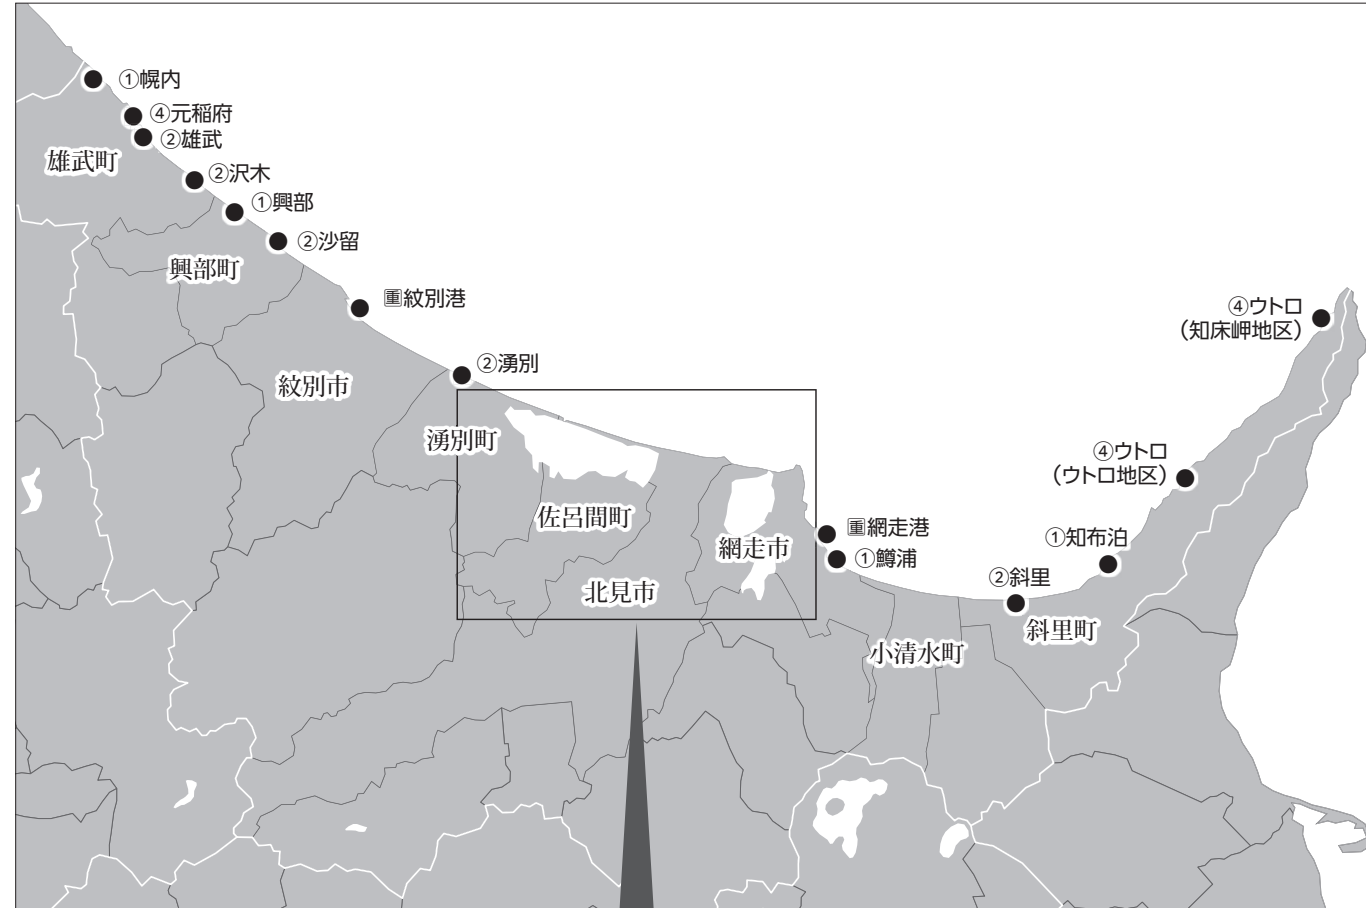 ①幌内
④元稲府
②雄武
雄武町
②沢木
①興部
②沙留
興部町
重紋別港
④ウトロ
（知床岬地区）
②湧別
紋別市
湧別町
④ウトロ
（ウトロ地区）
佐呂間町
重網走港
網走市
①知布泊
①鱒浦
②斜里
北見市
斜里町
小清水町